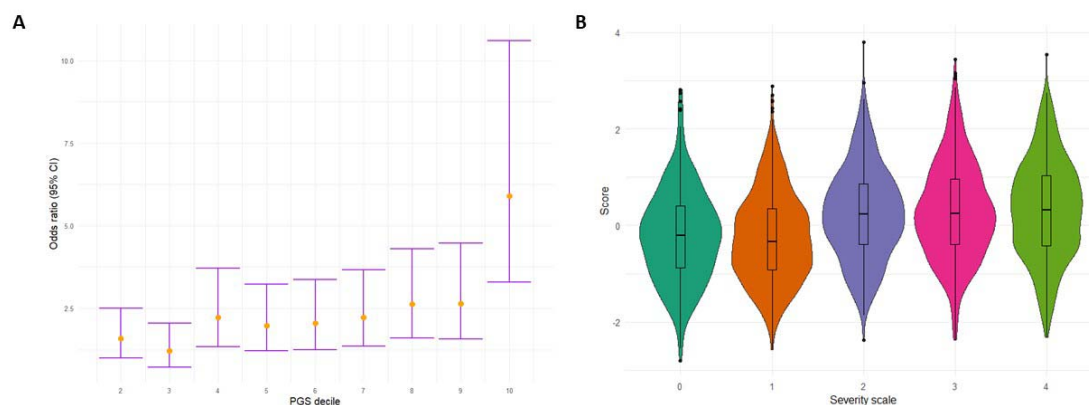 A
Odds ratio (95% CI)
10.0
7.5
5.0
2.5
2 3 4 5 6 7 8 9 10
PGS decile
B
Score
4
2
0
-2
0 1 2 3 4
Severity scale